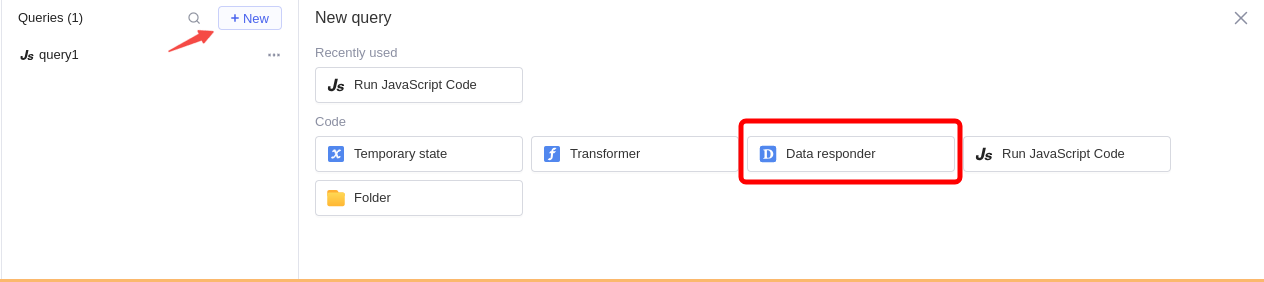 Queries (1)
+ New
Js query1
New query
Recently used
Js Run JavaScript Code
Code
x Temporary state
f Transformer
D Data responder
Js Run JavaScript Code
Folder